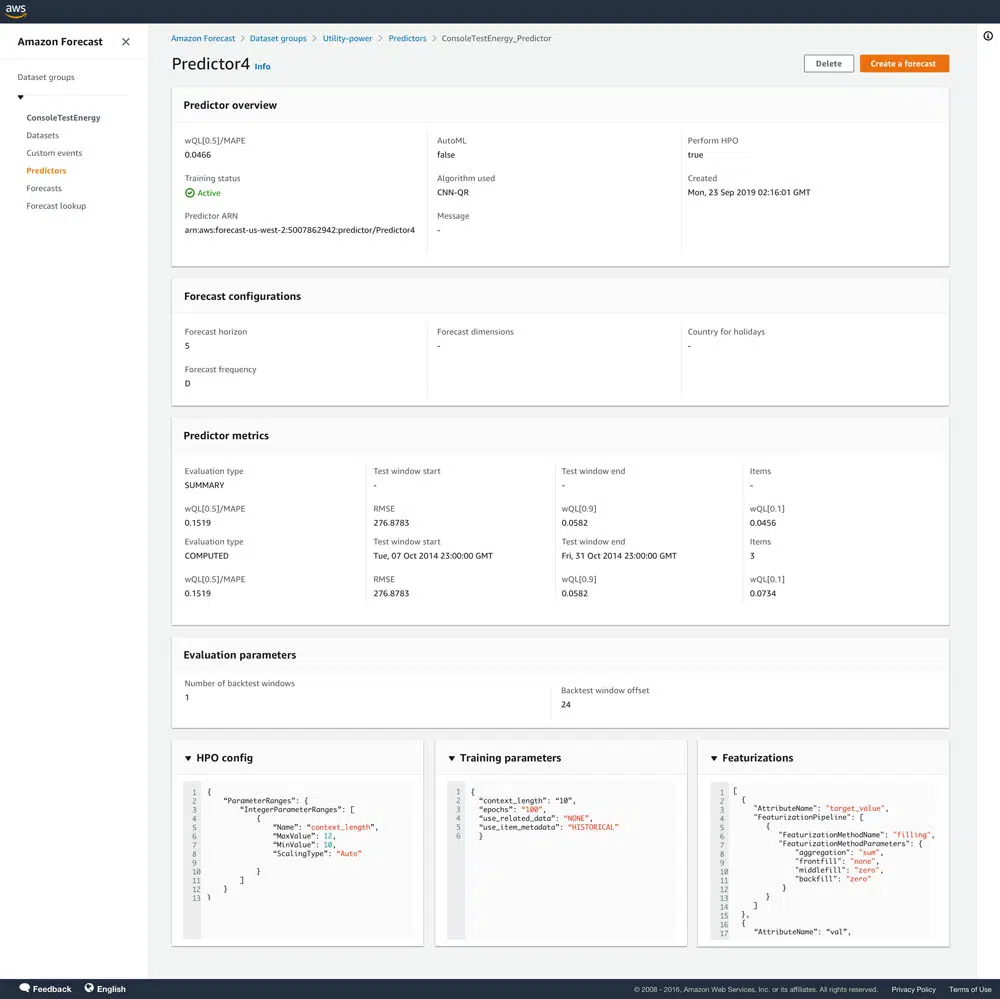 aws
Amazon Forecast
Dataset groups
ConsoleTestEnergy
Datasets
Custom events
Predictors
Forecasts
Forecast lookup
Amazon Forecast > Dataset groups > Utility-power > Predictors > ConsoleTestEnergy_Predictor
Predictor4 Info
Delete
Create a forecast
Predictor overview
wQL[0.5]/MAPE
0.0466
Training status
Active
Predictor ARN
arn:aws:forecast-us-west-2:5007862942:predictor/Predictor4
AutoML
false
Algorithm used
CNN-QR
Message
-
Perform HPO
true
Created
Mon, 23 Sep 2019 02:16:01 GMT
Forecast configurations
Forecast horizon
5
Forecast frequency
D
Forecast dimensions
-
Country for holidays
-
Predictor metrics
Evaluation type Test window start Test window end Items
SUMMARY - - -
wQL[0.5]/MAPE RMSE wQL[0.9] wQL[0.1]
0.1519 276.8783 0.0582 0.0456
Evaluation type Test window start Test window end Items
COMPUTED Tue, 07 Oct 2014 23:00:00 GMT Fri, 31 Oct 2014 23:00:00 GMT 3
wQL[0.5]/MAPE RMSE wQL[0.9] wQL[0.1]
0.1519 276.8783 0.0582 0.0734
Evaluation parameters
Number of backtest windows
1
Backtest window offset
24
HPO config
1 {
2 “ParameterRanges”: {
3 “IntegerParameterRanges”: [
4 {
5 “Name”: “context_length”,
6 “MaxValue”: 12,
7 “MinValue”: 10,
8 “ScalingType”: “Auto”
9
10 }
11 ]
12 }
13 }
Training parameters
1 {
2 “context_length”: “10”,
3 “epochs”: “100”,
4 “use_related_data”: “NONE”,
5 “use_item_metadata”: “HISTORICAL”
6 }
Featurizations
1 [
2 {
3 “AttributeName”: “target_value”,
4 “FeaturizationPipeline”: [
5 {
6 “FeaturizationMethodName”: “filling”,
7 “FeaturizationMethodParameters”: {
8 “aggregation”: “sum”,
9 “frontfill”: “none”,
10 “middlefill”: “zero”,
11 “backfill”: “zero”
12 }
13 }
14 ]
15 },
16 {
17 “AttributeName”: “val”,
Feedback English © 2008 - 2016, Amazon Web Services, Inc. or its affiliates. All rights reserved. Privacy Policy Terms of Use